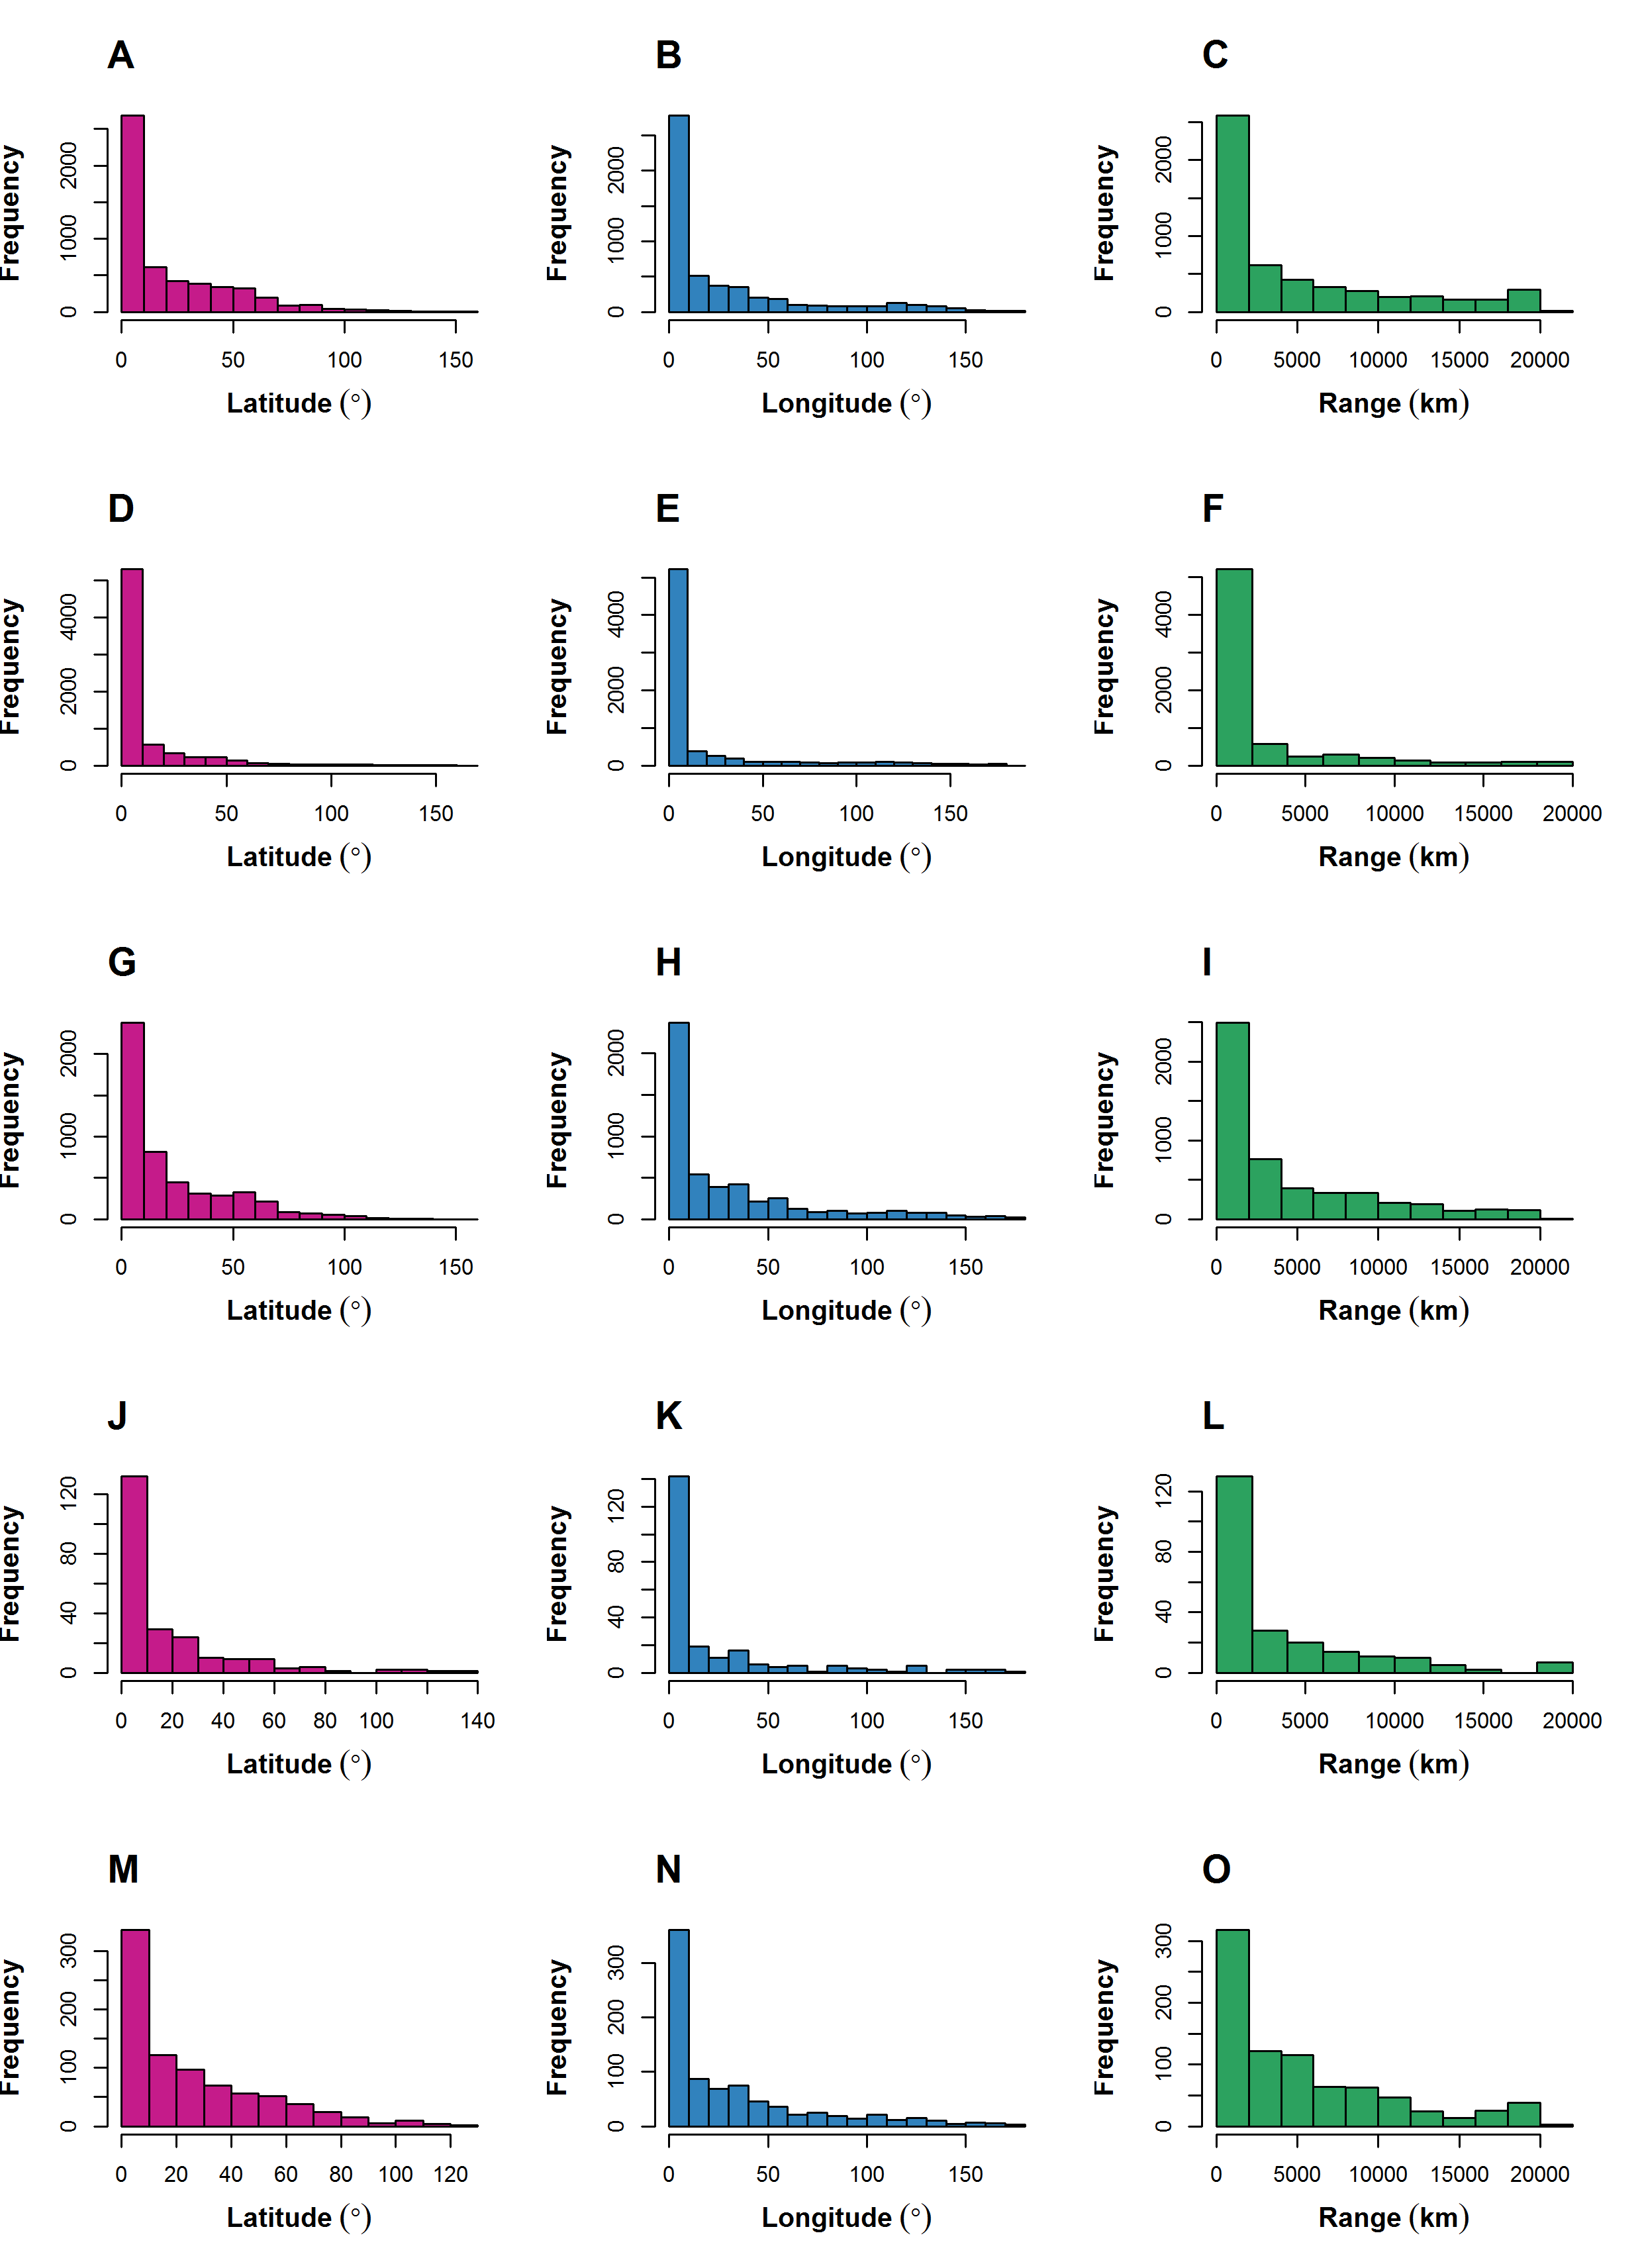 A B C
Frequency 0 1000 2000 Frequency 0 1000 2000 Frequency 0 1000 2000
0 50 100 150 0 50 100 150 0 5000 10000 15000 20000
Latitude (°) Longitude (°) Range (km)
D E F
Frequency 0 2000 4000 Frequency 0 2000 4000 Frequency 0 2000 4000
0 50 100 150 0 50 100 150 0 5000 10000 15000 20000
Latitude (°) Longitude (°) Range (km)
G H I
Frequency 0 1000 2000 Frequency 0 1000 2000 Frequency 0 1000 2000
0 50 100 150 0 50 100 150 0 5000 10000 15000 20000
Latitude (°) Longitude (°) Range (km)
J K L
Frequency 0 40 80 120 Frequency 0 40 80 120 Frequency 0 40 80 120
0 20 40 60 80 100 140 0 50 100 150 0 5000 10000 15000 20000
Latitude (°) Longitude (°) Range (km)
M N O
Frequency 0 100 200 300 Frequency 0 100 200 300 Frequency 0 100 200 300
0 20 40 60 80 100 120 0 50 100 150 0 5000 10000 15000 20000
Latitude (°) Longitude (°) Range (km)